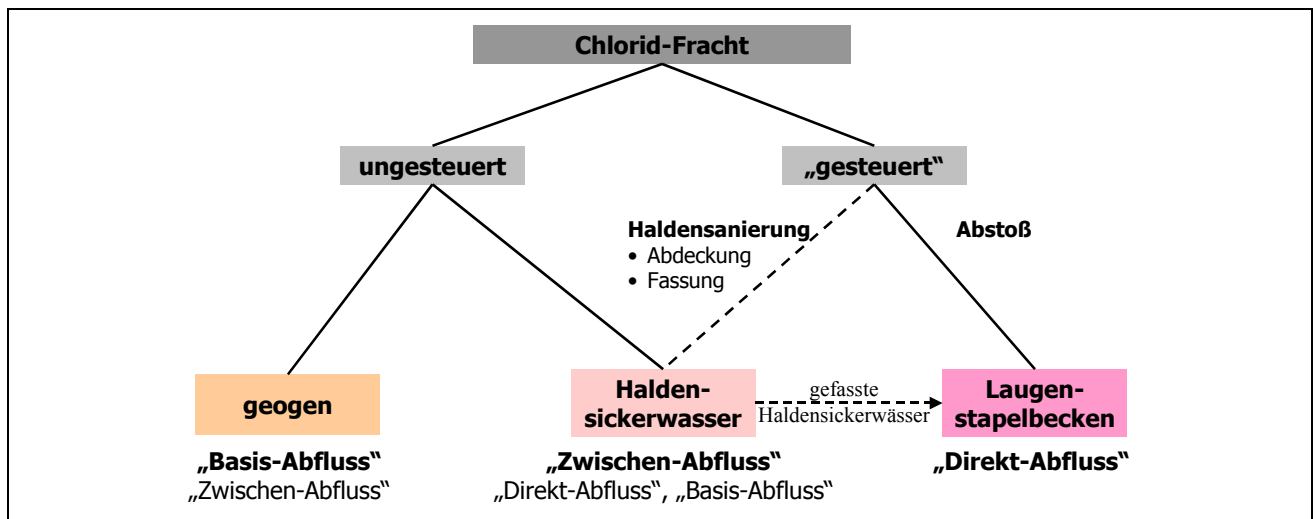 Chlorid-Fracht
ungesteuert
„gesteuert“
Haldensanierung
• Abdeckung
• Fassung
Abstoß
geogen
Halden-
sickerwasser
gefasste
Haldensickerwässer
Laugen-
stapelbecken
„Basis-Abfluss“
„Zwischen-Abfluss“
„Zwischen-Abfluss“
„Direkt-Abfluss“, „Basis-Abfluss“
„Direkt-Abfluss“